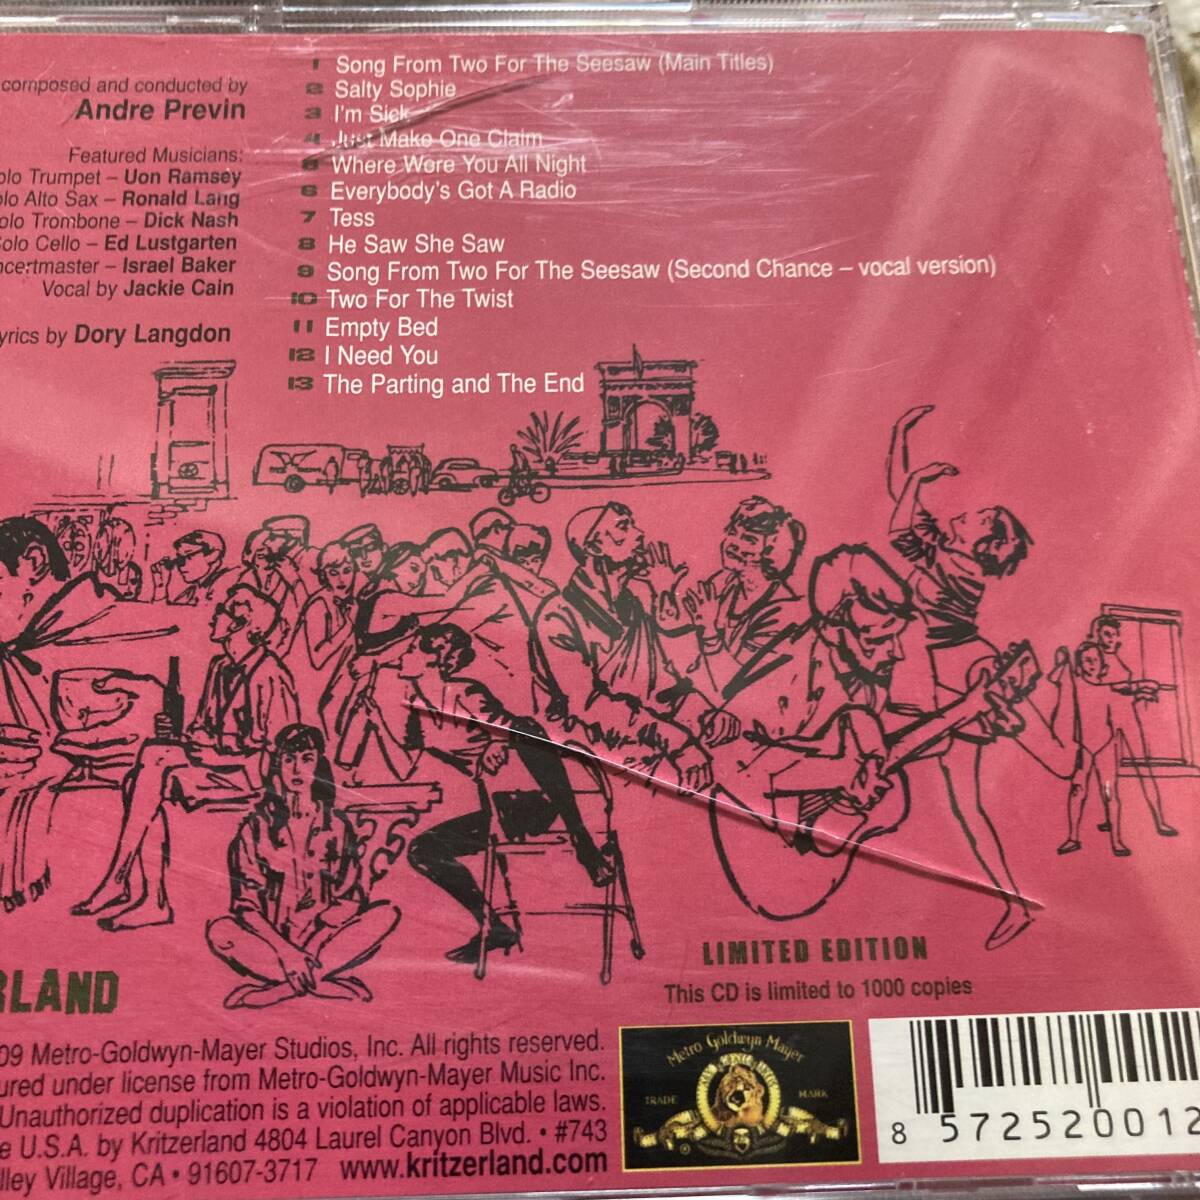 composed and conducted by
Andre Previn
Featured Musicians:
olo Trumpet – Uon Ramsey
olo Alto Sax – Ronald Lang
olo Trombone – Dick Nash
Solo Cello – Ed Lustgarten
ncertmaster – Israel Baker
Vocal by Jackie Cain
yrics by Dory Langdon
1 Song From Two For The Seesaw (Main Titles)
2 Salty Sophie
3 I'm Sick
4 Just Make One Claim
5 Where Were You All Night
6 Everybody's Got A Radio
7 Tess
8 He Saw She Saw
9 Song From Two For The Seesaw (Second Chance – vocal version)
10 Two For The Twist
11 Empty Bed
12 I Need You
13 The Parting and The End
RLAND
LIMITED EDITION
This CD is limited to 1000 copies
09 Metro-Goldwyn-Mayer Studios, Inc. All rights reserved.
ured under license from Metro-Goldwyn-Mayer Music Inc.
Unauthorized duplication is a violation of applicable laws.
e U.S.A. by Kritzerland 4804 Laurel Canyon Blvd. • #743
lley Village, CA • 91607-3717 www.kritzerland.com
Metro Goldwyn Mayer
TRADE MARK
8 572520012